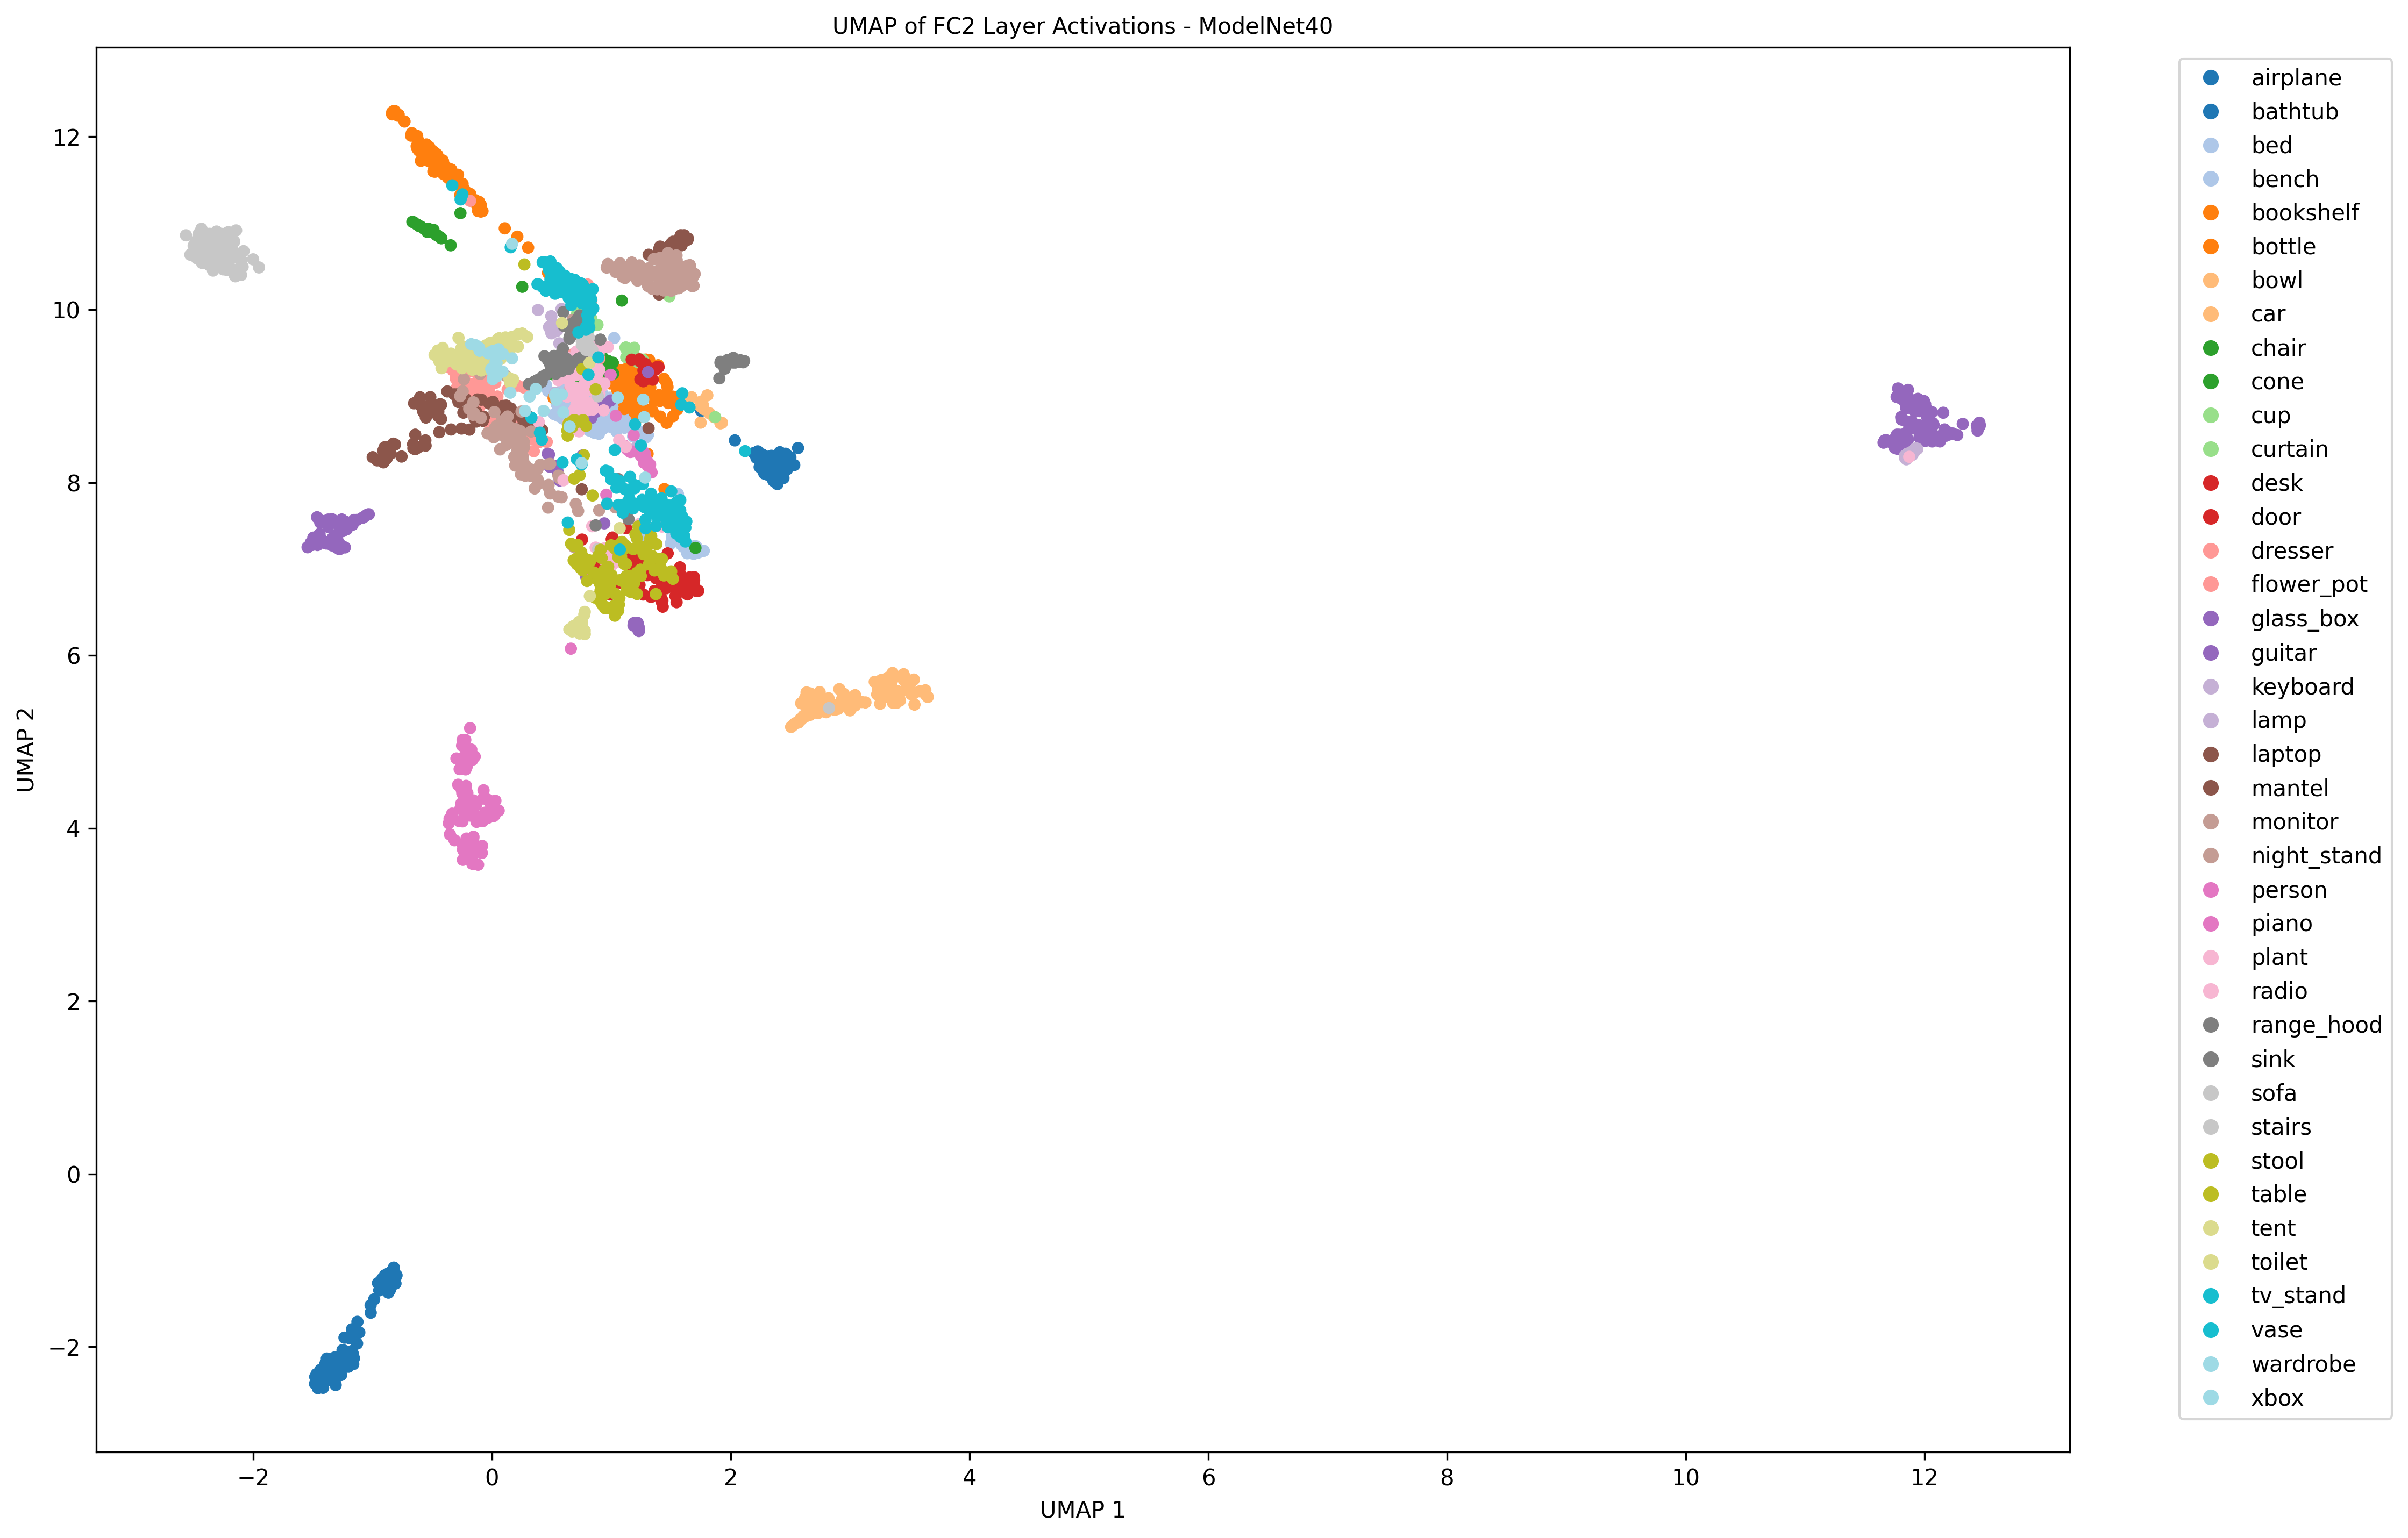 UMAP of FC2 Layer Activations - ModelNet40
12
10
8
6
4
2
0
−2
UMAP 2
−2
0
2
4
6
8
10
12
UMAP 1
airplane
bathtub
bed
bench
bookshelf
bottle
bowl
car
chair
cone
cup
curtain
desk
door
dresser
flower_pot
glass_box
guitar
keyboard
lamp
laptop
mantel
monitor
night_stand
person
piano
plant
radio
range_hood
sink
sofa
stairs
stool
table
tent
toilet
tv_stand
vase
wardrobe
xbox